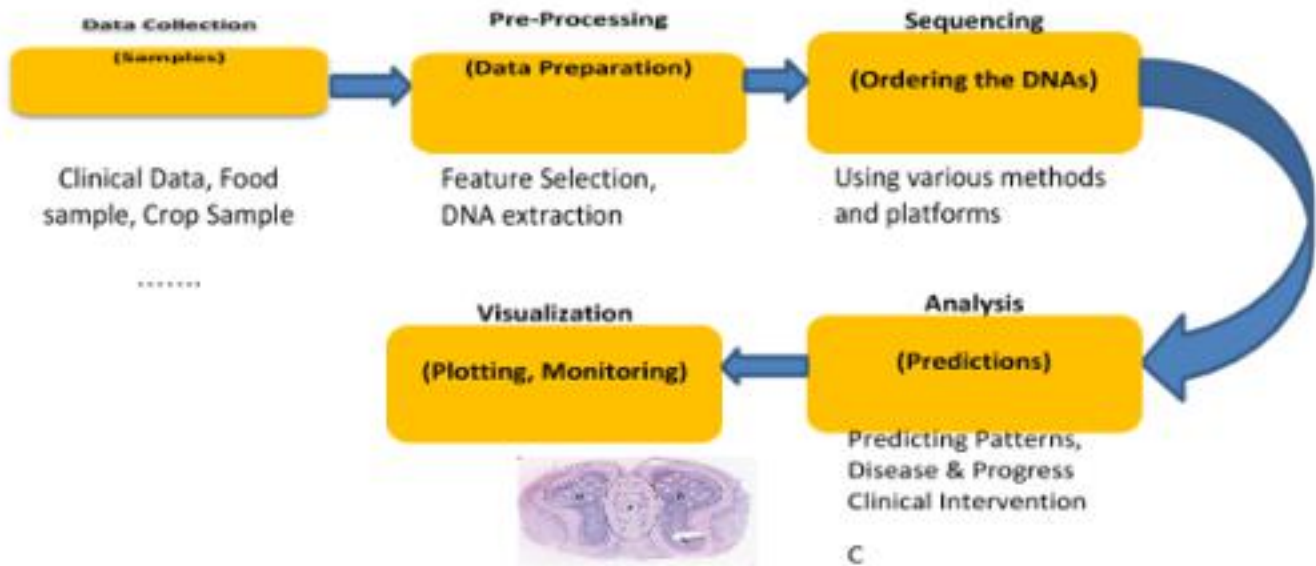 Data Collection
(Samples)
Clinical Data, Food
sample, Crop Sample
.......
Pre-Processing
(Data Preparation)
Feature Selection,
DNA extraction
Sequencing
(Ordering the DNAs)
Using various methods
and platforms
Analysis
(Predictions)
Predicting Patterns,
Disease & Progress
Clinical Intervention
C
Visualization
(Plotting, Monitoring)